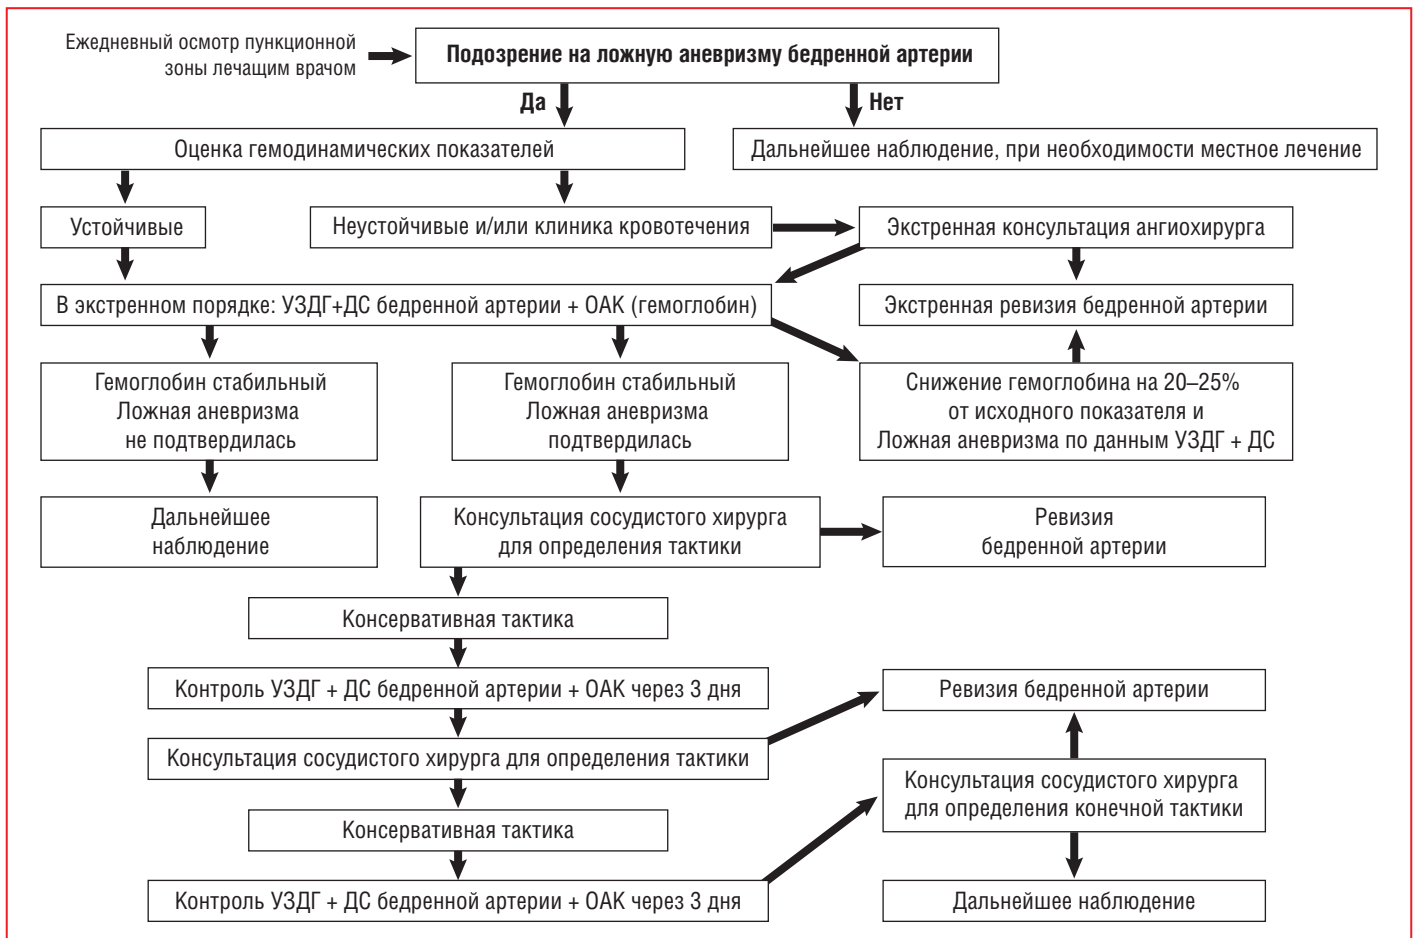 Ежедневный осмотр пункционной
зоны лечащим врачом
Подозрение на ложную аневризму бедренной артерии
Да
Нет
Оценка гемодинамических показателей
Дальнейшее наблюдение, при необходимости местное лечение
Устойчивые
Неустойчивые и/или клиника кровотечения
Экстренная консультация ангиохирурга
В экстренном порядке: УЗДГ+ДС бедренной артерии + ОАК (гемоглобин)
Экстренная ревизия бедренной артерии
Гемоглобин стабильный
Ложная аневризма
не подтвердилась
Гемоглобин стабильный
Ложная аневризма
подтвердилась
Снижение гемоглобина на 20–25%
от исходного показателя и
Ложная аневризма по данным УЗДГ + ДС
Дальнейшее
наблюдение
Консультация сосудистого хирурга
для определения тактики
Ревизия
бедренной артерии
Консервативная тактика
Контроль УЗДГ + ДС бедренной артерии + ОАК через 3 дня
Ревизия бедренной артерии
Консультация сосудистого хирурга для определения тактики
Консультация сосудистого хирурга
для определения конечной тактики
Консервативная тактика
Контроль УЗДГ + ДС бедренной артерии + ОАК через 3 дня
Дальнейшее наблюдение